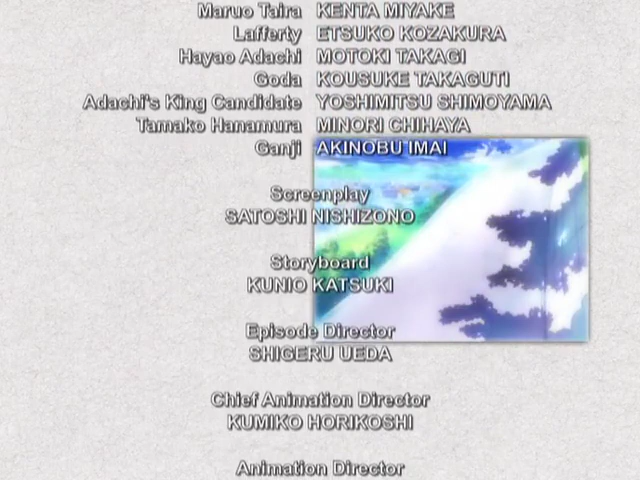 Maruo Taira KENTA MIYAKE
Lafferty ETSUKO KOZAKURA
Hayao Adachi MOTOKI TAKAGI
Goda KOUSUKE TAKAGUTI
Adachi's King Candidate YOSHIMITSU SHIMOYAMA
Tamako Hanamura MINORI CHIHAYA
Ganji AKINOBU IMAI
Screenplay
SATOSHI NISHIZONO
Storyboard
KUNIO KATSUKI
Episode Director
SHIGERU UEDA
Chief Animation Director
KUMIKO HORIKOSHI
Animation Director